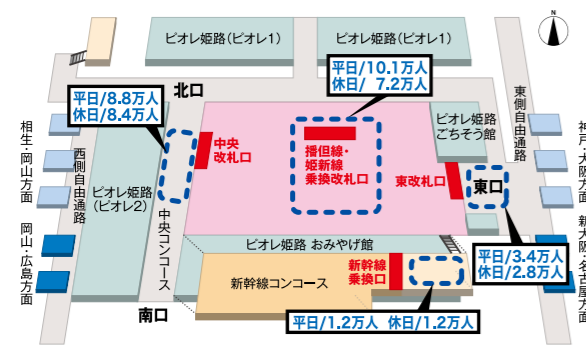 ピオレ姫路(ピオレ1)
ピオレ姫路(ピオレ1)
N
平日/10.1万人
休日/ 7.2万人
北口
平日/8.8万人
休日/8.4万人
中央
改札口
播但線・
姫新線
乗換改札口
ピオレ姫路
ごちそう館
東側自由通路
相生・岡山方面
西側自由通路
神戸・大阪方面
東改札口
東口
ピオレ姫路
(ピオレ2)
中央コンコース
岡山・広島方面
新大阪・名古屋方面
ピオレ姫路 おみやげ館
平日/3.4万人
休日/2.8万人
新幹線
乗換口
新幹線コンコース
南口
平日/1.2万人 休日/1.2万人